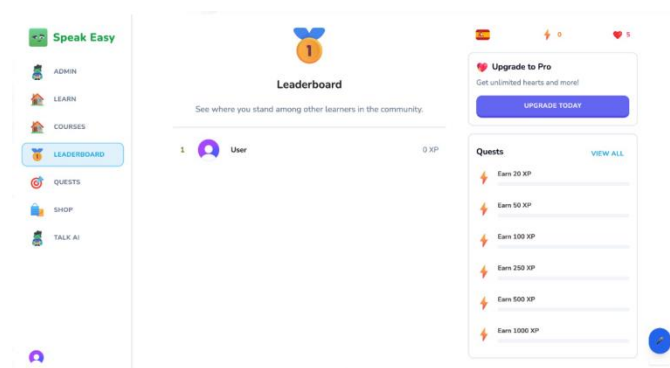 Speak Easy
ADMIN
LEARN
COURSES
LEADERBOARD
QUESTS
SHOP
TALK AI
1
Leaderboard
See where you stand among other learners in the community.
1 User 0 XP
0 5
Upgrade to Pro
Get unlimited hearts and more!
UPGRADE TODAY
Quests VIEW ALL
Earn 20 XP
Earn 50 XP
Earn 100 XP
Earn 250 XP
Earn 500 XP
Earn 1000 XP